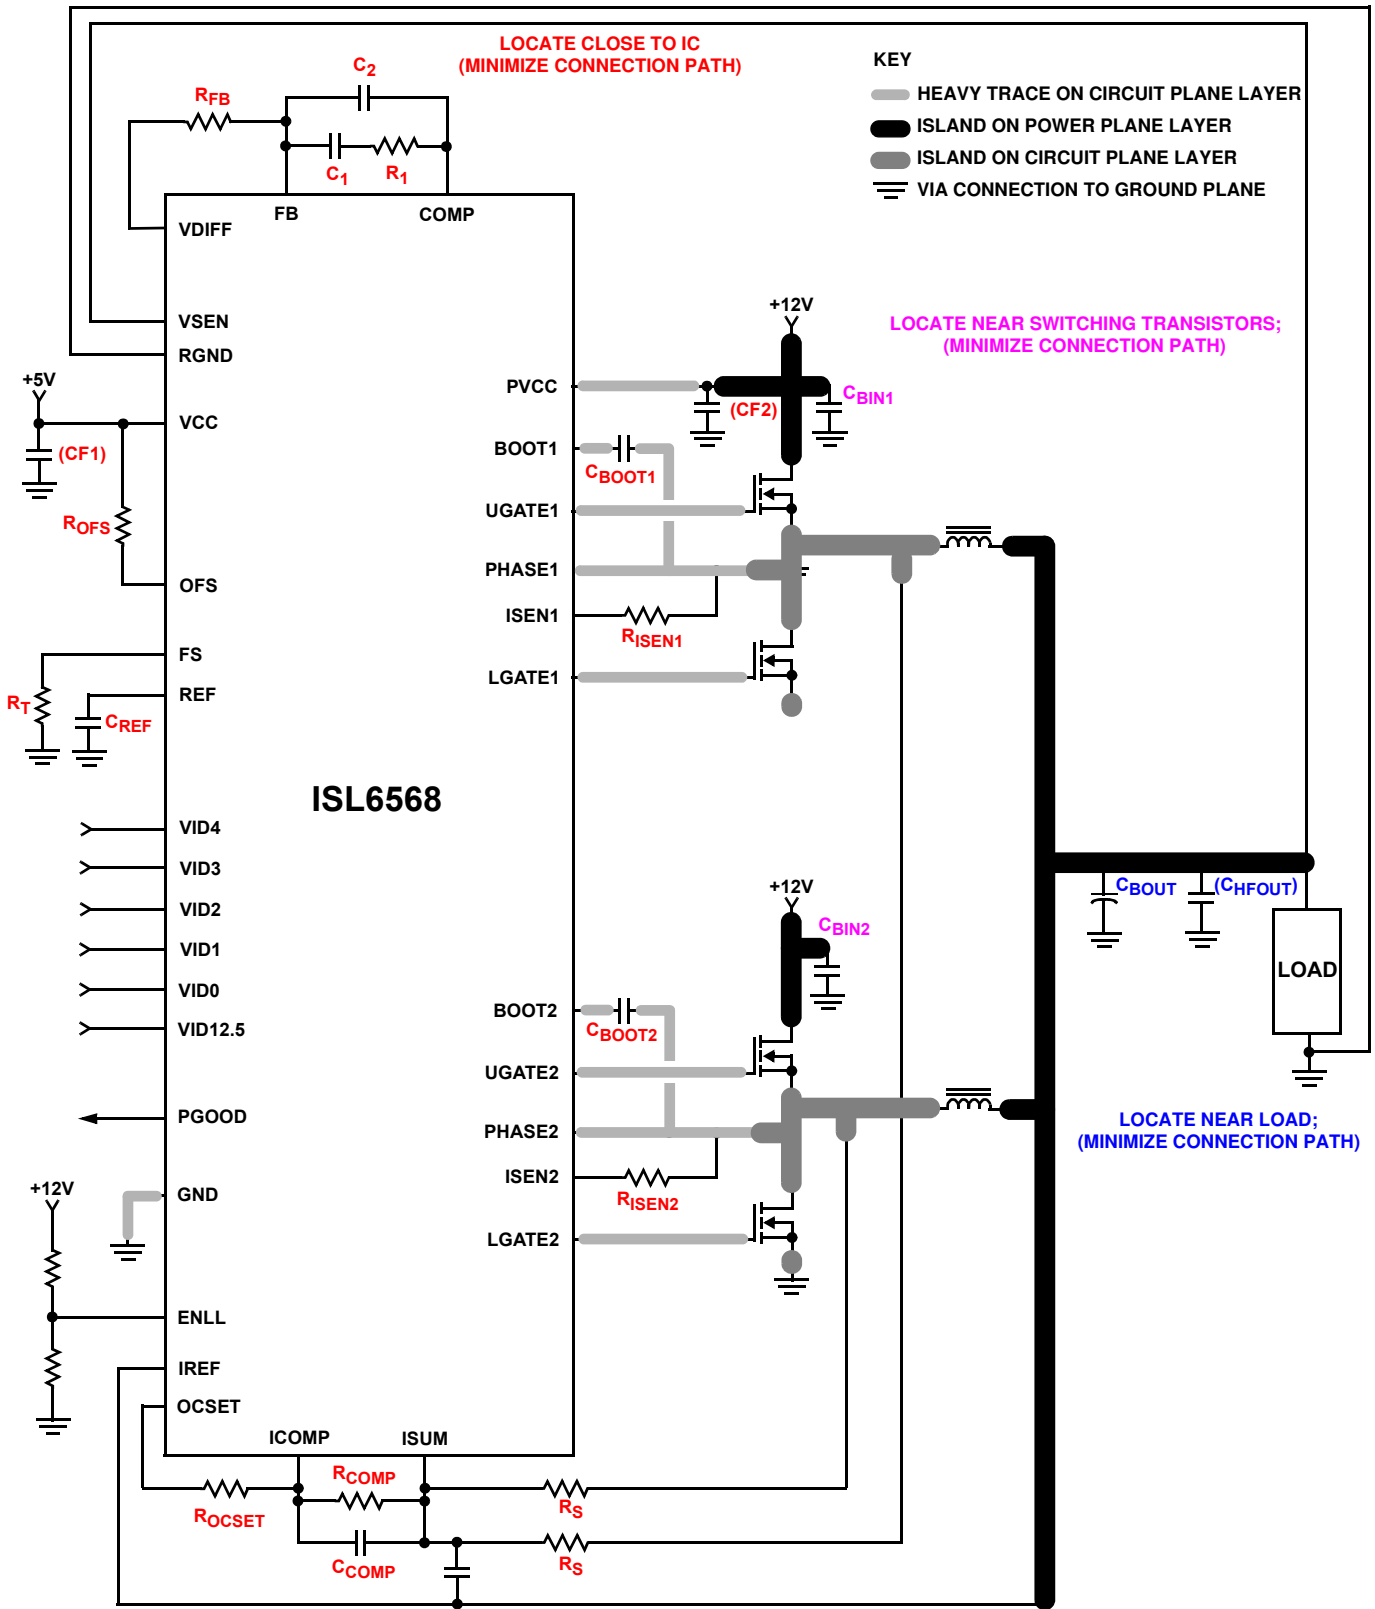 LOCATE CLOSE TO IC
(MINIMIZE CONNECTION PATH)
KEY
HEAVY TRACE ON CIRCUIT PLANE LAYER
ISLAND ON POWER PLANE LAYER
ISLAND ON CIRCUIT PLANE LAYER
VIA CONNECTION TO GROUND PLANE
C2
RFB
C1
R1
FB
COMP
VDIFF
VSEN
RGND
+5V
VCC
(CF1)
ROFS
OFS
FS
REF
RT
CREF
ISL6568
VID4
VID3
VID2
VID1
VID0
VID12.5
PGOOD
+12V
GND
ENLL
IREF
OCSET
ICOMP
ISUM
RCOMP
ROCSET
CCOMP
RS
RS
+12V
LOCATE NEAR SWITCHING TRANSISTORS;
(MINIMIZE CONNECTION PATH)
PVCC
(CF2)
CBIN1
BOOT1
CBOOT1
UGATE1
PHASE1
ISEN1
RISEN1
LGATE1
+12V
CBIN2
BOOT2
CBOOT2
UGATE2
PHASE2
ISEN2
RISEN2
LGATE2
CBOUT
(CHFOUT)
LOAD
LOCATE NEAR LOAD;
(MINIMIZE CONNECTION PATH)